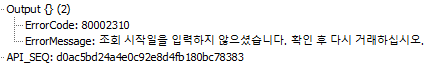 Output {} (2)
ErrorCode: 80002310
ErrorMessage: 조회 시작일을 입력하지 않으셨습니다. 확인 후 다시 거래하십시오.
API_SEQ: d0ac5bd24a4e0c92e8d4fb180bc78383